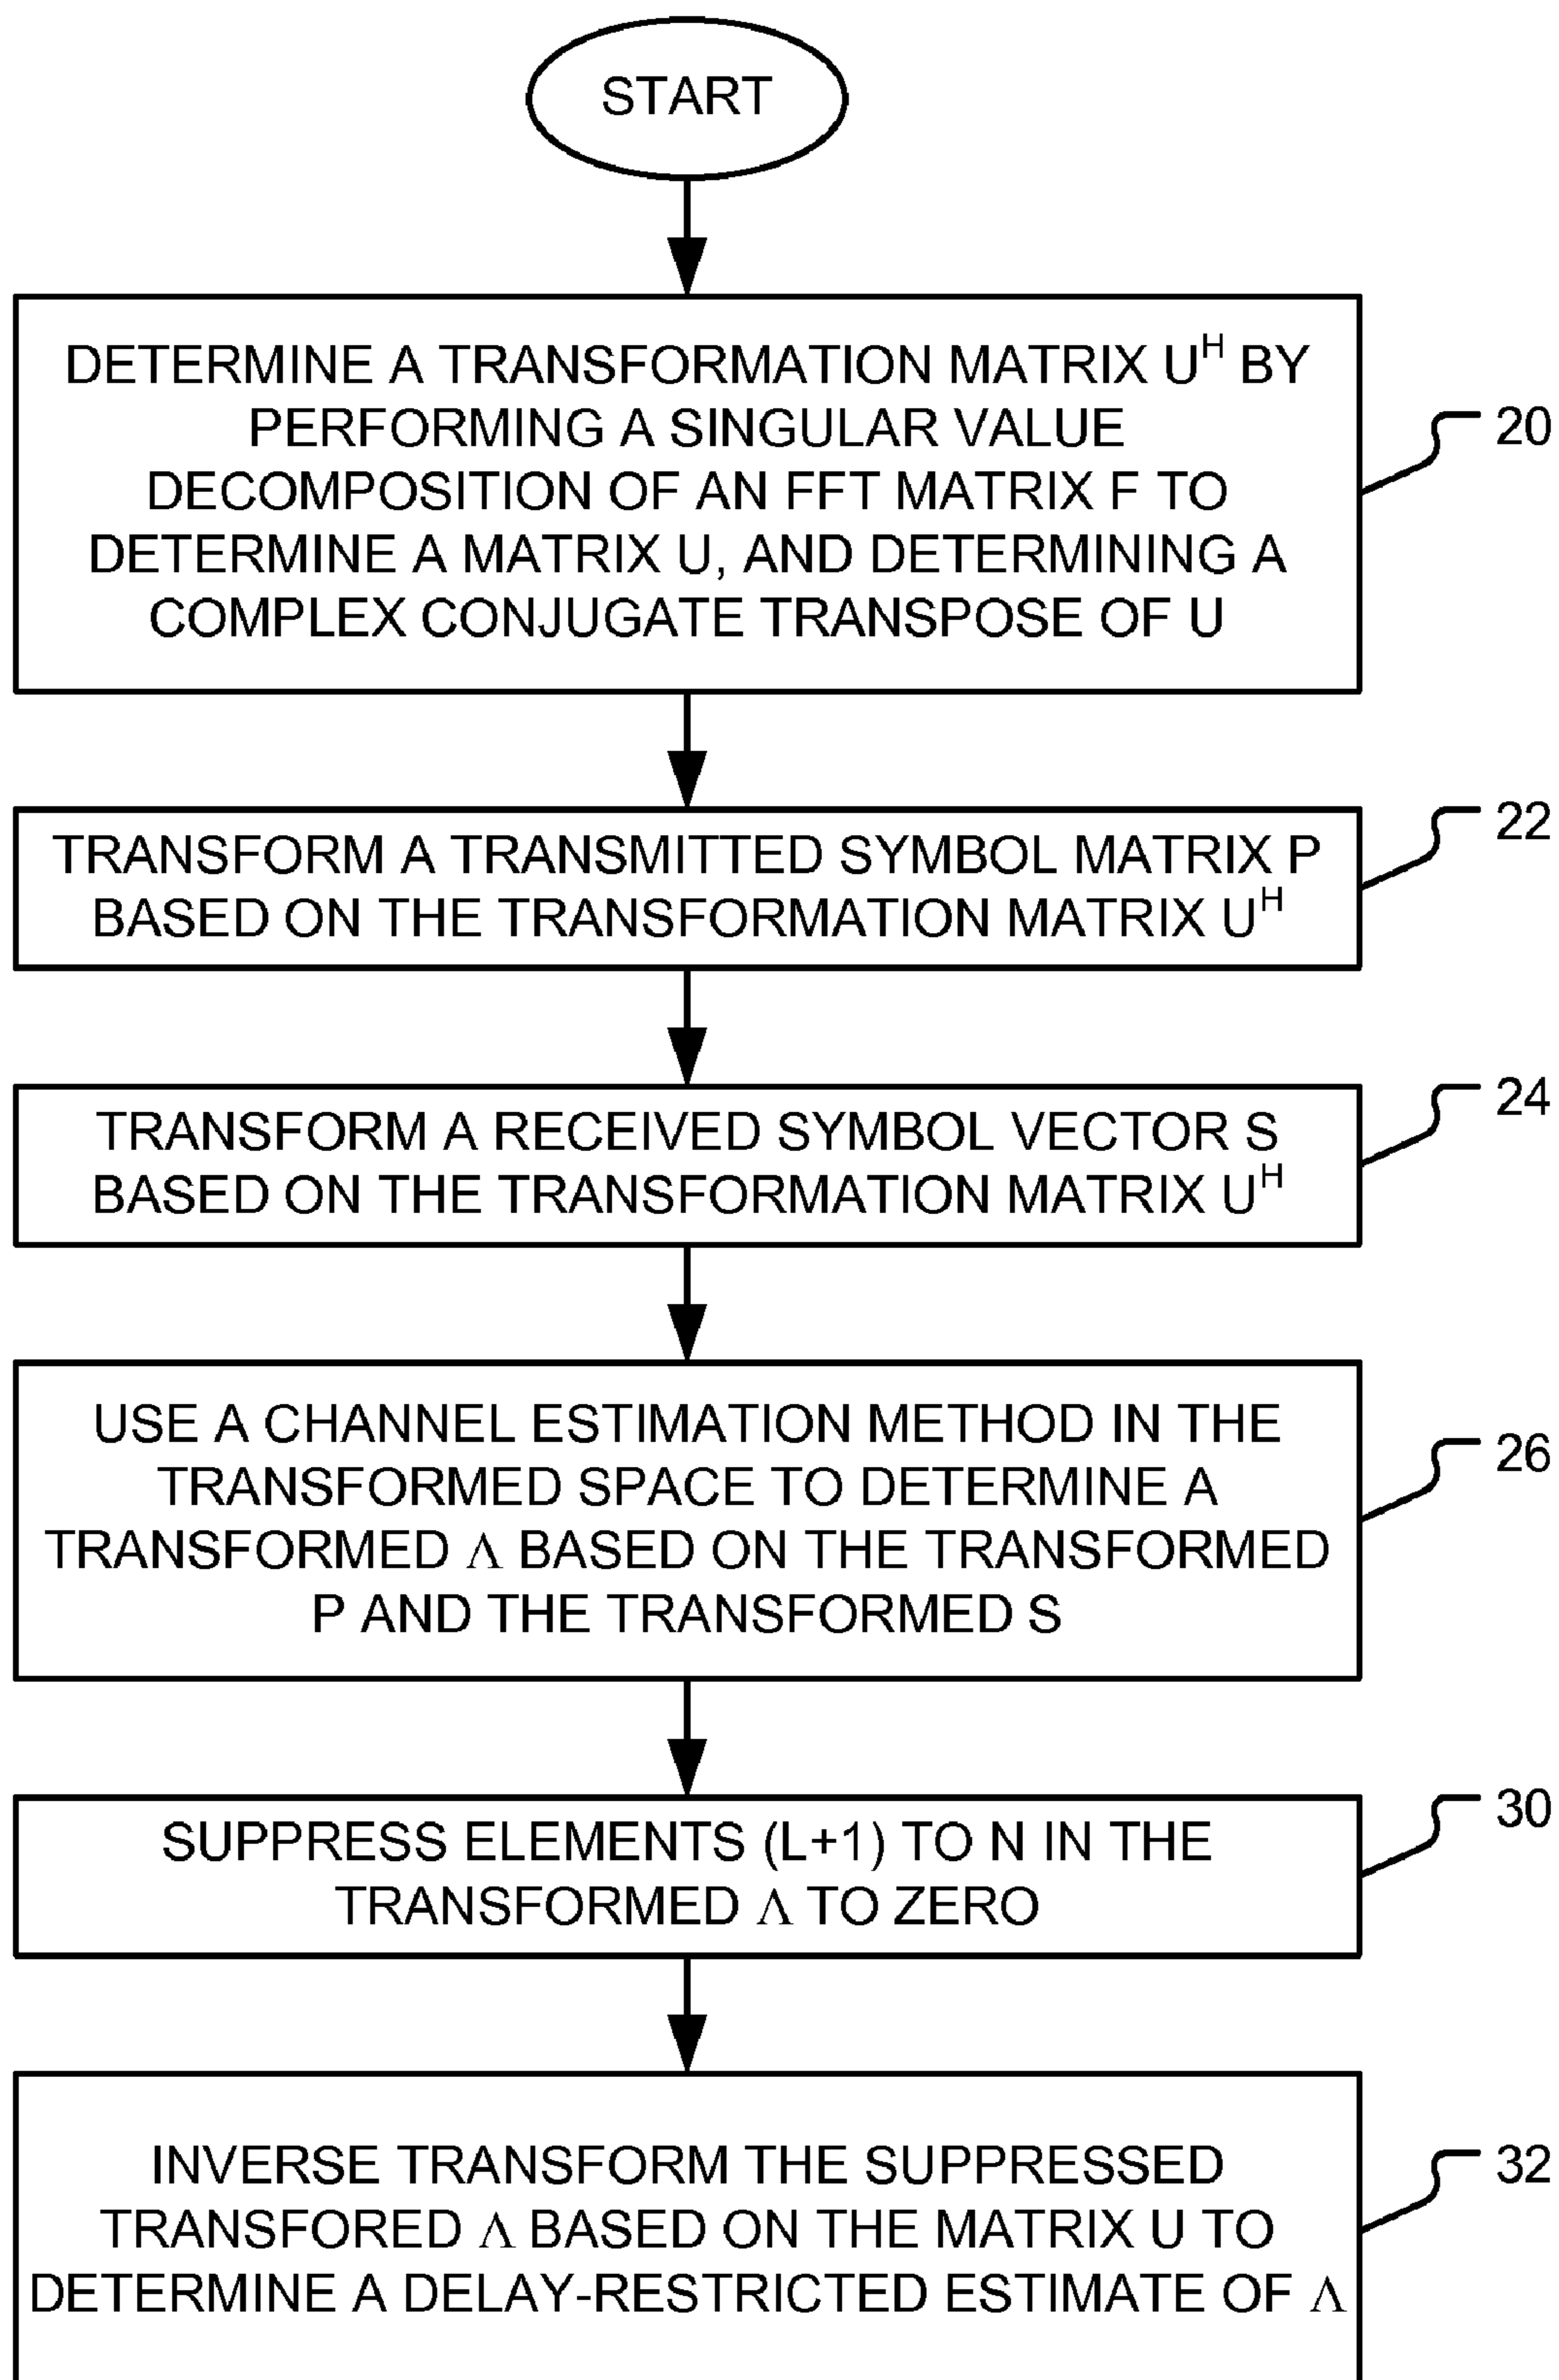 START
DETERMINE A TRANSFORMATION MATRIX U^H BY
PERFORMING A SINGULAR VALUE
DECOMPOSITION OF AN FFT MATRIX F TO
DETERMINE A MATRIX U, AND DETERMINING A
COMPLEX CONJUGATE TRANSPOSE OF U
20
TRANSFORM A TRANSMITTED SYMBOL MATRIX P
BASED ON THE TRANSFORMATION MATRIX U^H
22
TRANSFORM A RECEIVED SYMBOL VECTOR S
BASED ON THE TRANSFORMATION MATRIX U^H
24
USE A CHANNEL ESTIMATION METHOD IN THE
TRANSFORMED SPACE TO DETERMINE A
TRANSFORMED Λ BASED ON THE TRANSFORMED
P AND THE TRANSFORMED S
26
SUPPRESS ELEMENTS (L+1) TO N IN THE
TRANSFORMED Λ TO ZERO
30
INVERSE TRANSFORM THE SUPPRESSED
TRANSFORED Λ BASED ON THE MATRIX U TO
DETERMINE A DELAY-RESTRICTED ESTIMATE OF Λ
32